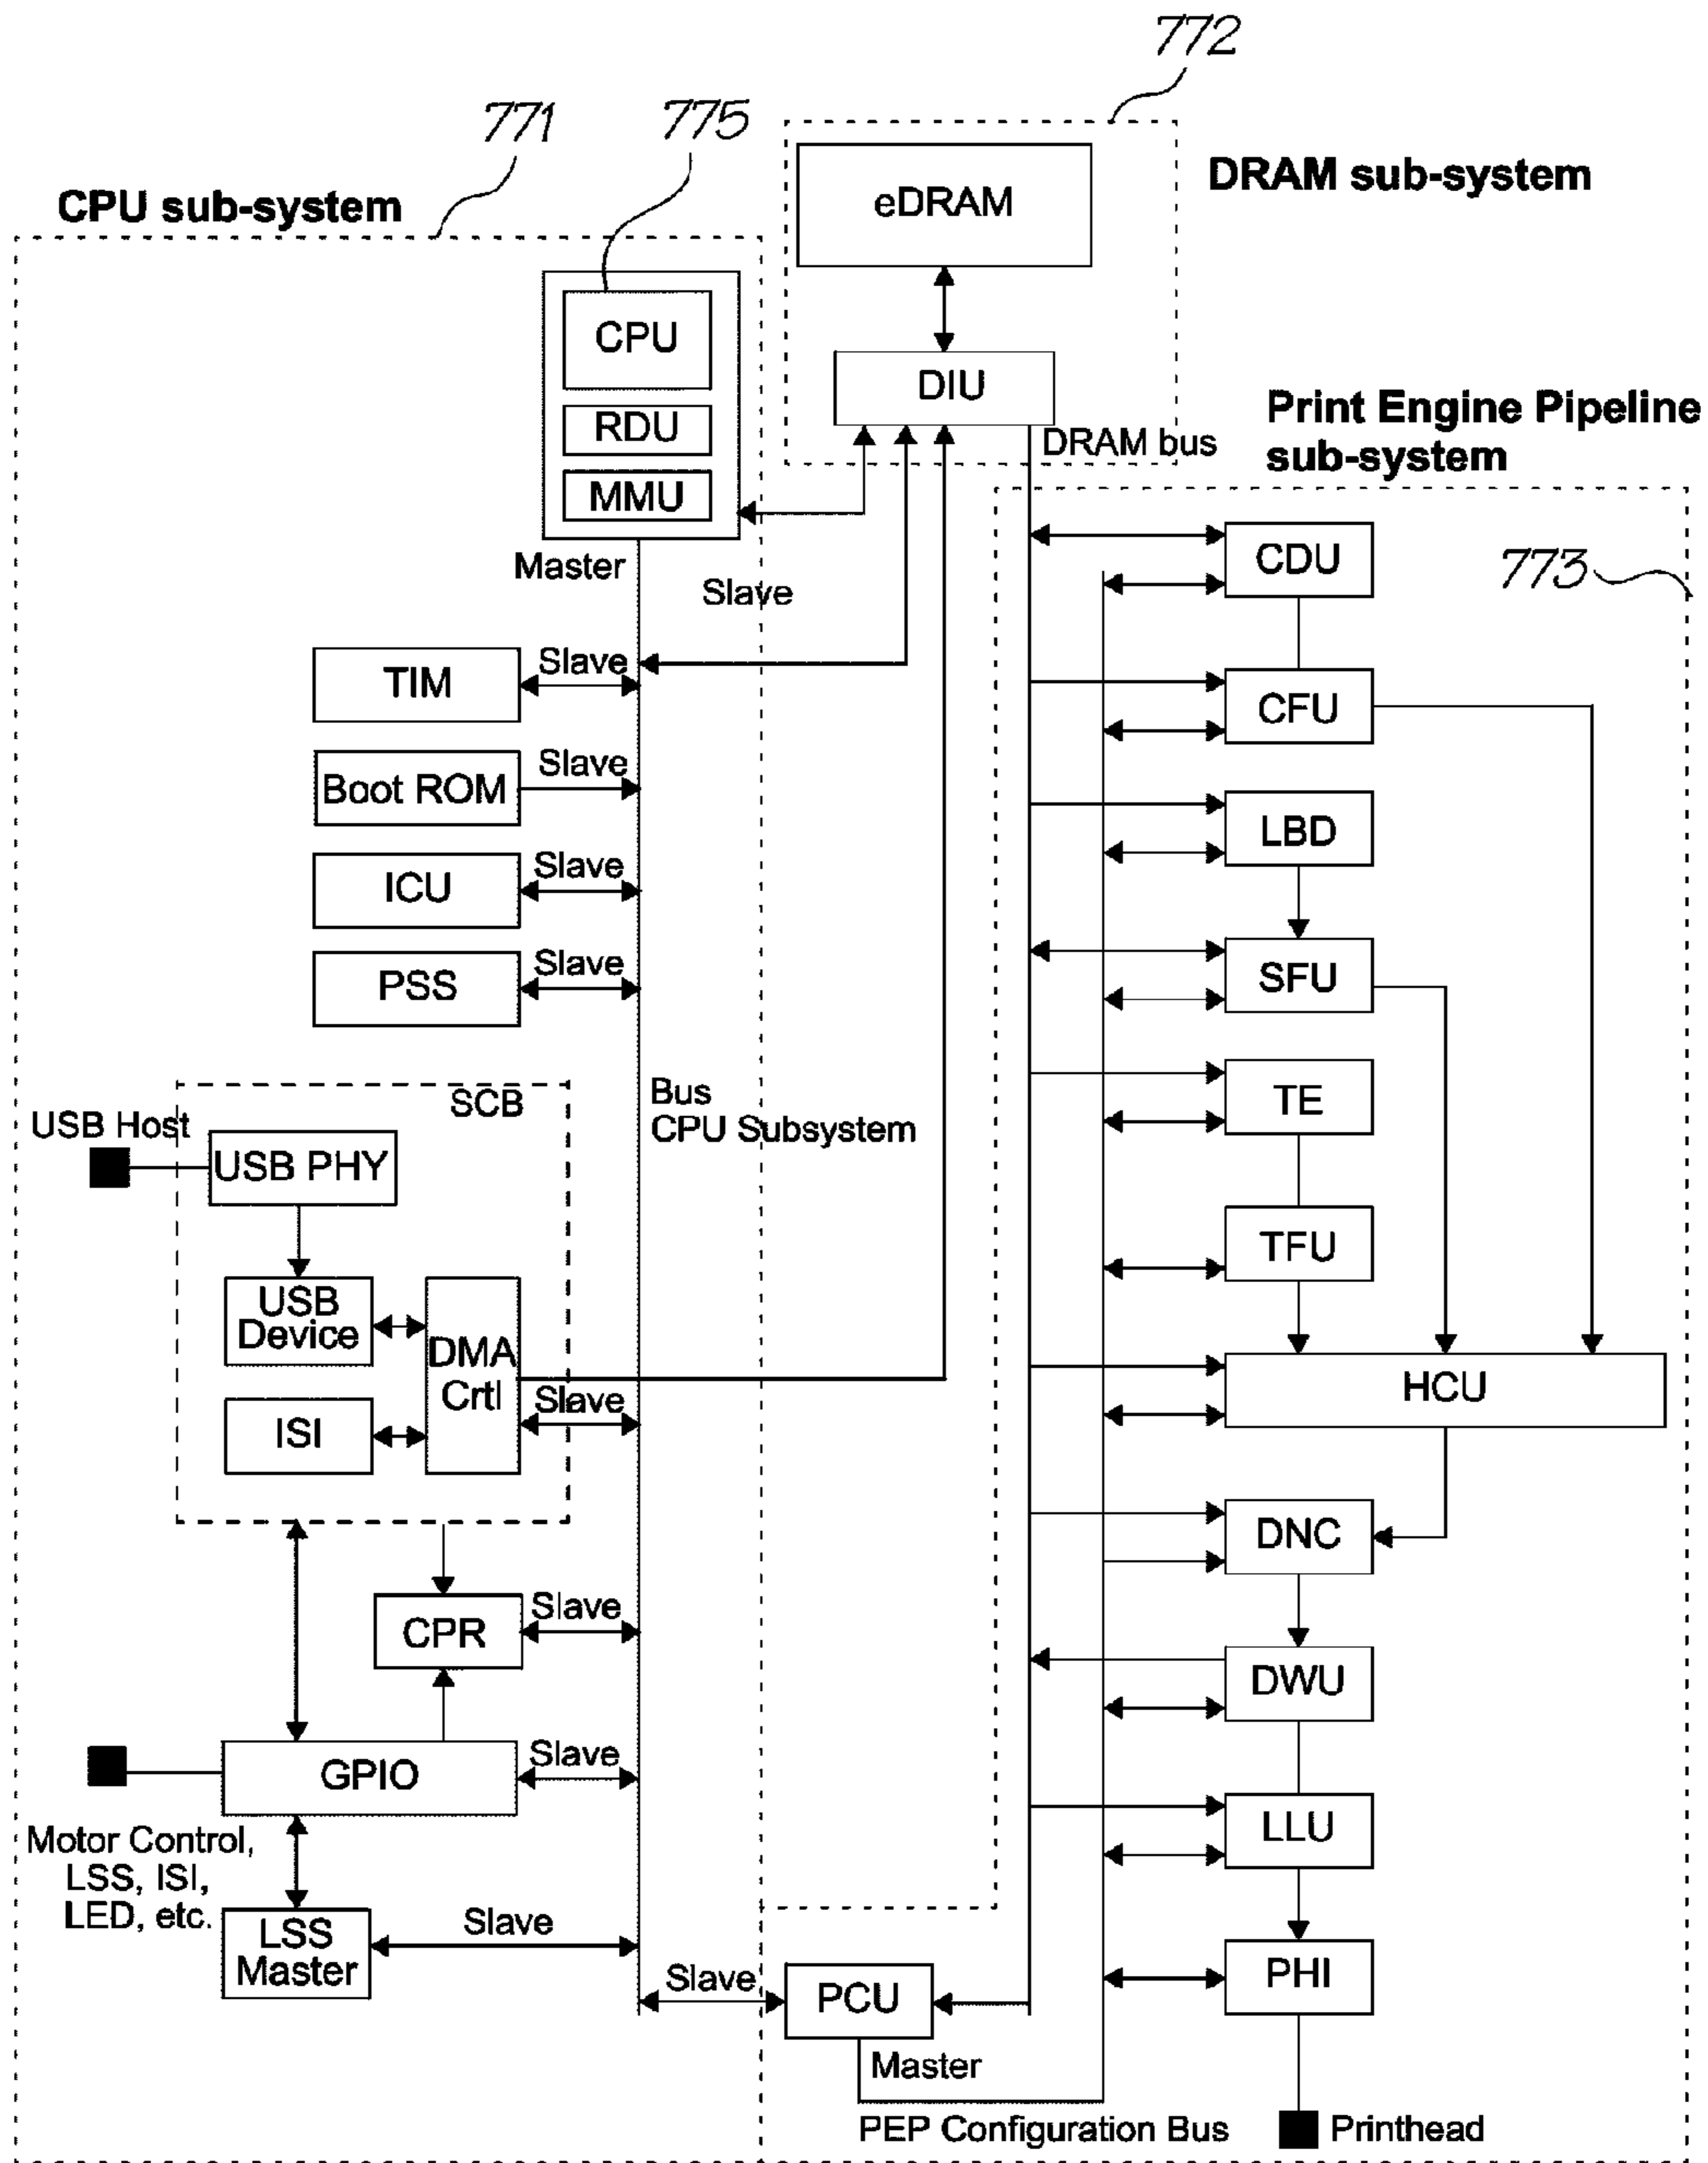 772
771
775
DRAM sub-system
CPU sub-system
eDRAM
CPU
DIU
RDU
Print Engine Pipeline
sub-system
DRAM bus
MMU
Master
Slave
CDU
773
TIM
Slave
CFU
Boot ROM
Slave
LBD
ICU
Slave
PSS
Slave
SFU
SCB
Bus
CPU Subsystem
TE
USB Host
USB PHY
TFU
USB
Device
DMA
Crtl
Slave
HCU
ISI
DNC
CPR
Slave
DWU
GPIO
Slave
LLU
Motor Control,
LSS, ISI,
LED, etc.
LSS
Master
Slave
PHI
Slave
PCU
Master
PEP Configuration Bus
Printhead